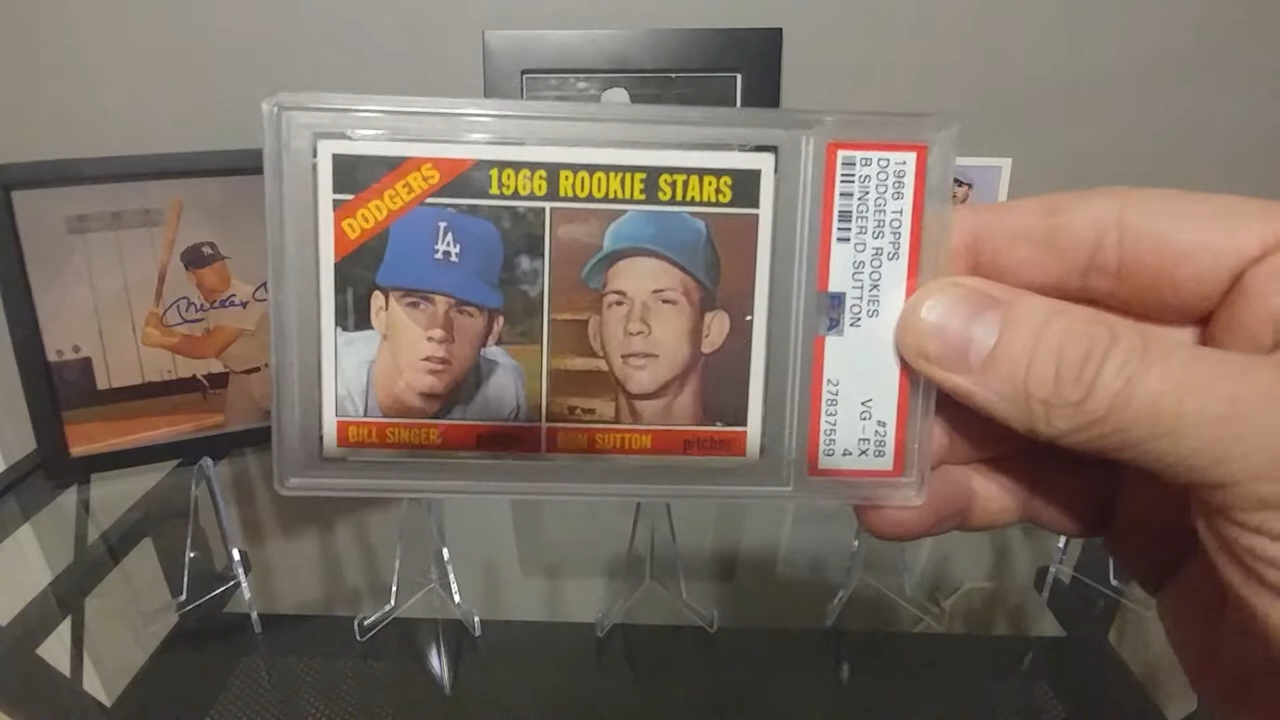 DODGERS
1966 ROOKIE STARS
LA
BILL SINGER
SUTTON
pitcher
1966 TOPPS
DODGERS ROOKIES
B.SINGER/D.SUTTON
#288
VG-EX
4
27837559
NY